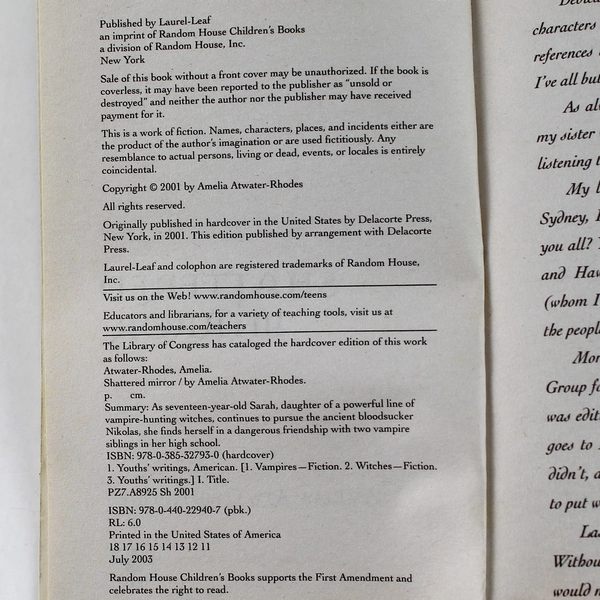 Published by Laurel-Leaf
an imprint of Random House Children's Books
a division of Random House, Inc.
New York
Sale of this book without a front cover may be unauthorized. If the book is
coverless, it may have been reported to the publisher as "unsold or
destroyed" and neither the author nor the publisher may have received
payment for it.
This is a work of fiction. Names, characters, places, and incidents either are
the product of the author's imagination or are used fictitiously. Any
resemblance to actual persons, living or dead, events, or locales is entirely
coincidental.
Copyright © 2001 by Amelia Atwater-Rhodes
All rights reserved.
Originally published in hardcover in the United States by Delacorte Press,
New York, in 2001. This edition published by arrangement with Delacorte
Press.
Laurel-Leaf and colophon are registered trademarks of Random House,
Inc.
Visit us on the Web! www.randomhouse.com/teens
Educators and librarians, for a variety of teaching tools, visit us at
www.randomhouse.com/teachers
The Library of Congress has cataloged the hardcover edition of this work
as follows:
Atwater-Rhodes, Amelia.
Shattered mirror / by Amelia Atwater-Rhodes.
p. cm.
Summary: As seventeen-year-old Sarah, daughter of a powerful line of
vampire-hunting witches, continues to pursue the ancient bloodsucker
Nikolas, she finds herself in a dangerous friendship with two vampire
siblings in her high school.
ISBN: 978-0-385-32793-0 (hardcover)
1. Youths' writings, American. [1. Vampires—Fiction. 2. Witches—Fiction.
3. Youths' writings.] I. Title.
PZ7.A8925 Sh 2001
ISBN: 978-0-440-22940-7 (pbk.)
RL: 6.0
Printed in the United States of America
18 17 16 15 14 13 12 11
July 2003
Random House Children's Books supports the First Amendment and
celebrates the right to read.
characters
references
I've all but
As al
my sister
listening t
My l
Sydney,
you all?
and Hav
(whom I
the peopl
Mor
Group fo
was edit
goes to
didn't, a
to put w
La
Withou
would n